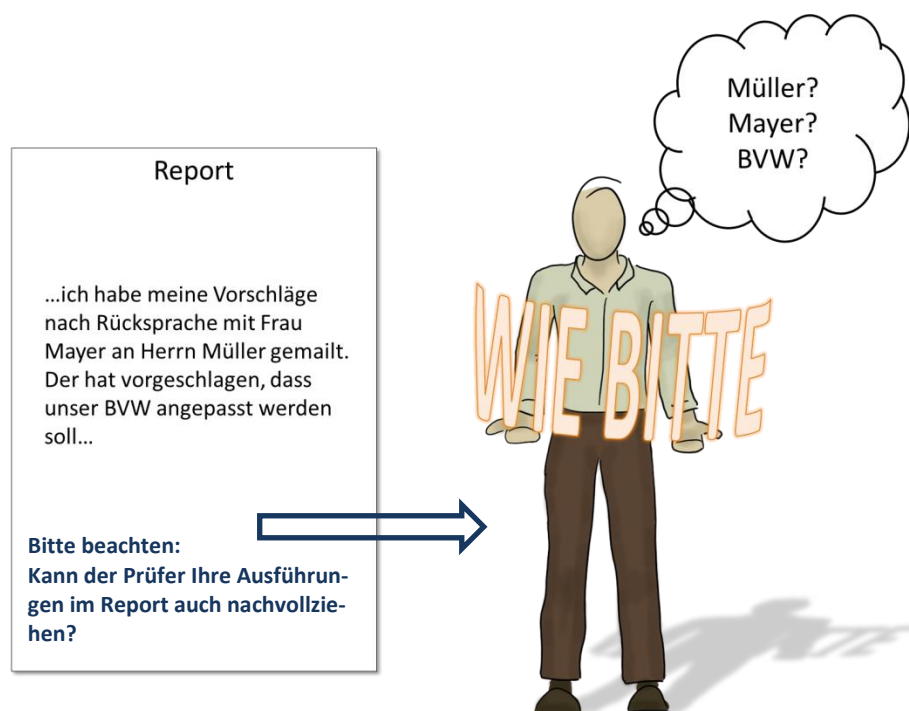 Müller?
Mayer?
BVW?
Report
...ich habe meine Vorschläge
nach Rücksprache mit Frau
Mayer an Herrn Müller gemailt.
Der hat vorgeschlagen, dass
unser BVW angepasst werden
soll...
Bitte beachten:
Kann der Prüfer Ihre Ausführun-
gen im Report auch nachvollzie-
hen?
WIE BITTE